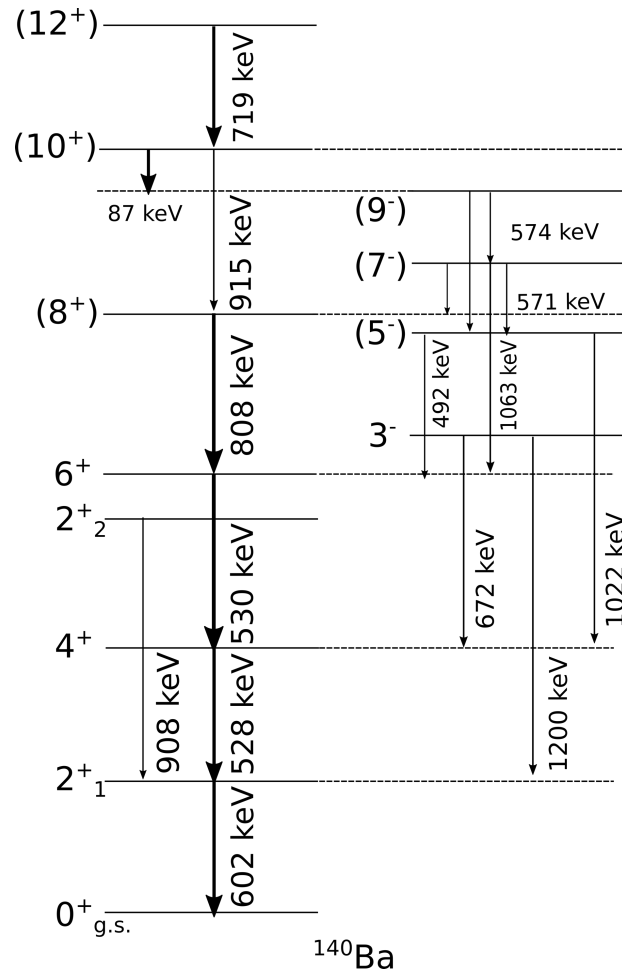 (12+)
719 keV
(10+)
87 keV
(9-)
574 keV
915 keV
(7-)
571 keV
(8+)
(5-)
808 keV
492 keV
1063 keV
3-
6+
2+2
530 keV
672 keV
1022 keV
4+
908 keV
528 keV
1200 keV
2+1
602 keV
0+g.s.
140Ba